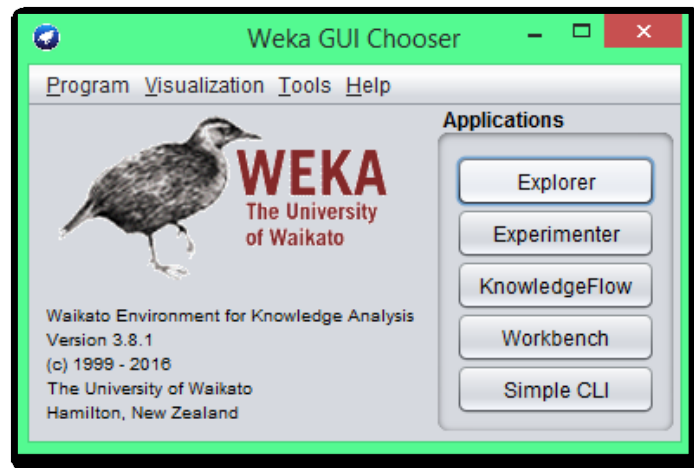 Weka GUI Chooser
Program Visualization Tools Help
WEKA
The University
of Waikato
Waikato Environment for Knowledge Analysis
Version 3.8.1
(c) 1999 - 2016
The University of Waikato
Hamilton, New Zealand
Applications
Explorer
Experimenter
KnowledgeFlow
Workbench
Simple CLI